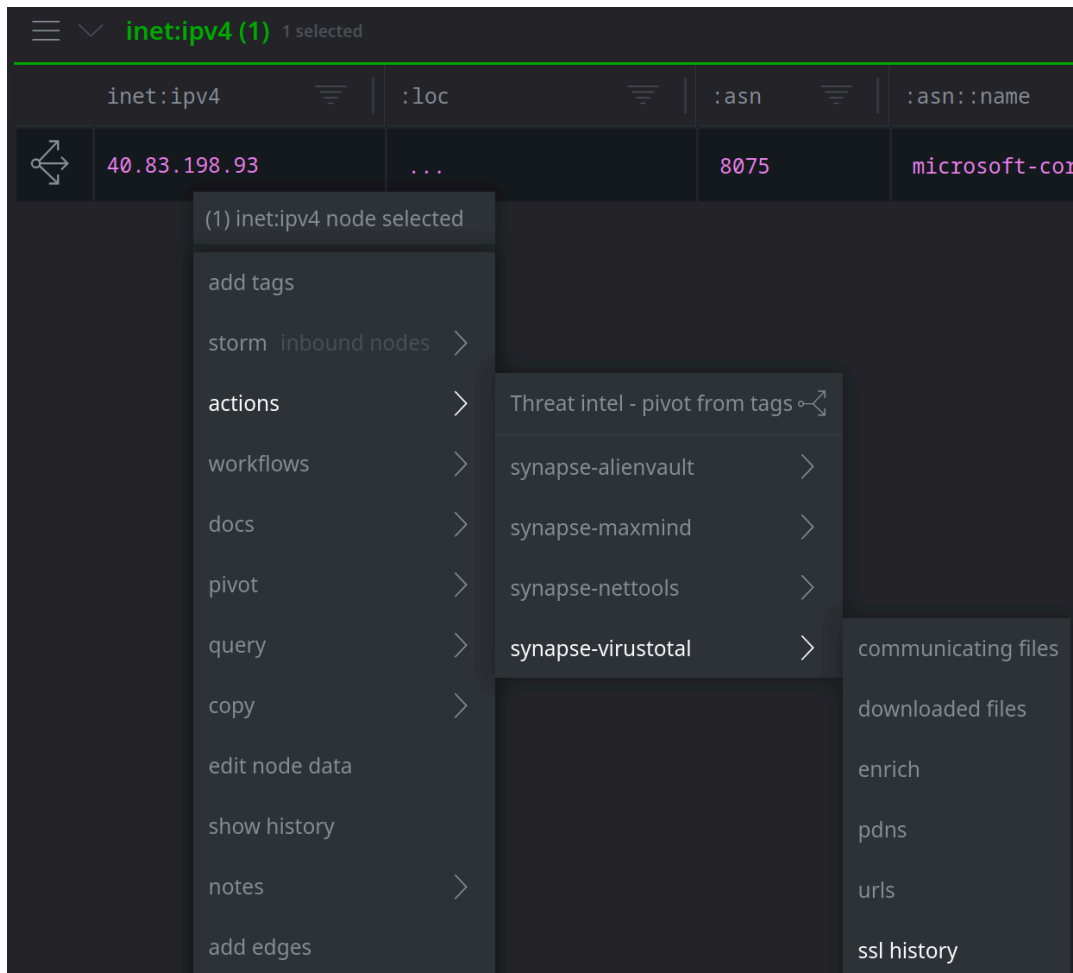 inet:ipv4 (1) 1 selected
inet:ipv4 :loc :asn :asn::name
40.83.198.93 ... 8075 microsoft-cor
(1) inet:ipv4 node selected
add tags
storm inbound nodes
actions
workflows
docs
pivot
query
copy
edit node data
show history
notes
add edges
Threat intel - pivot from tags
synapse-alienvault
synapse-maxmind
synapse-nettools
synapse-virustotal
communicating files
downloaded files
enrich
pdns
urls
ssl history